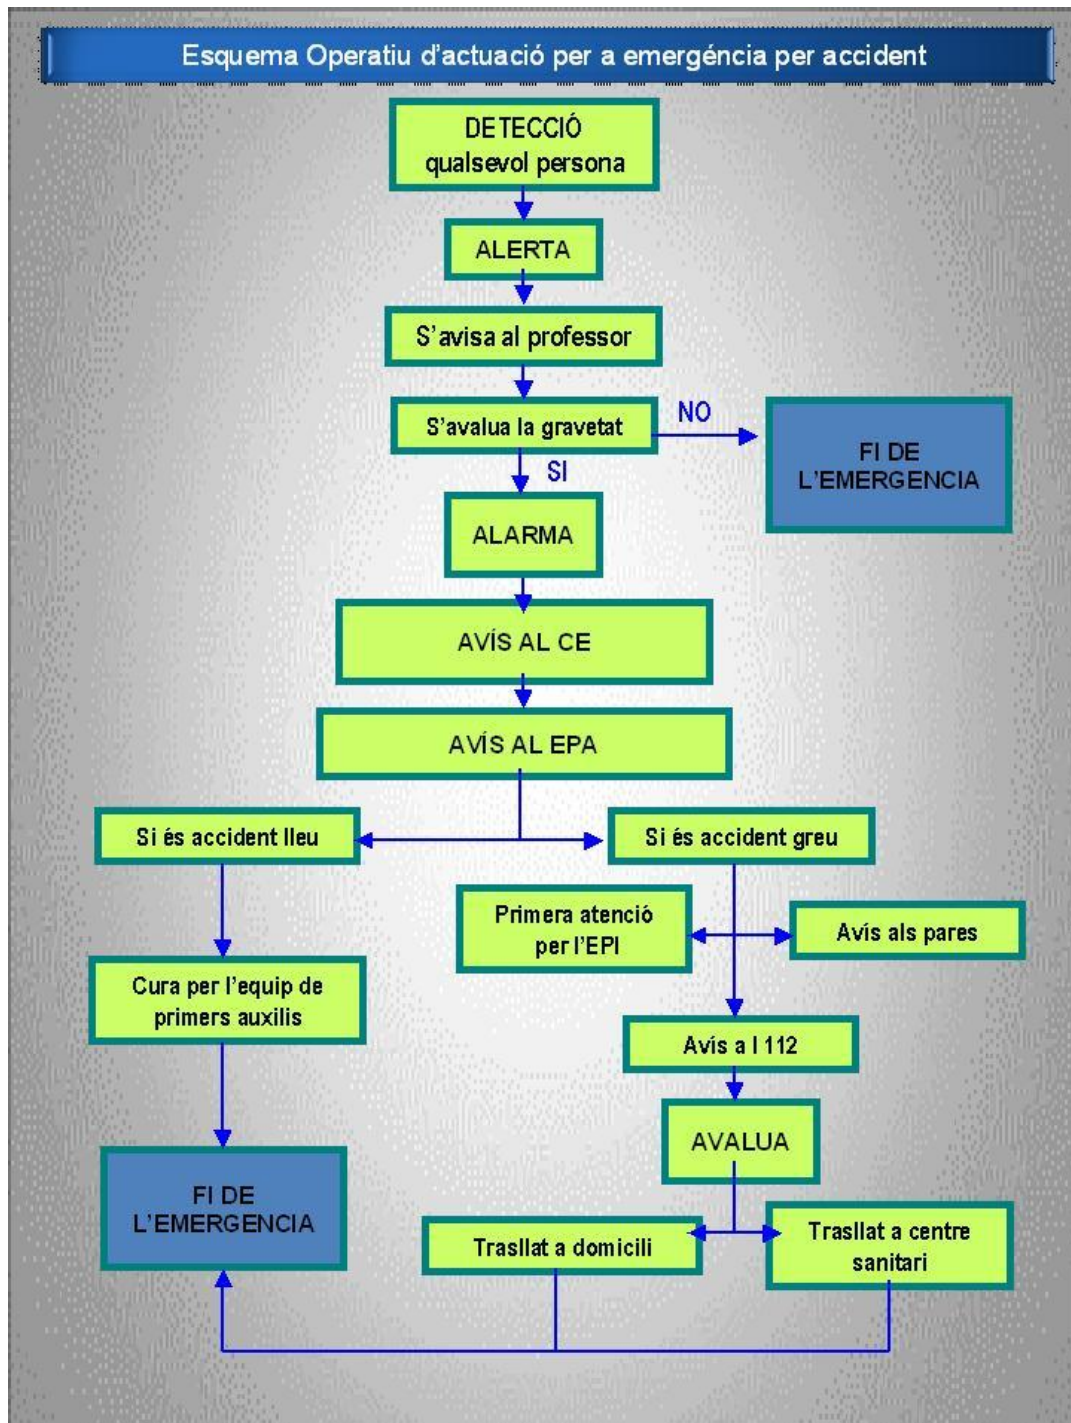 Esquema Operatiu d'actuació per a emergéncia per accident
DETECCIÓ
qualsevol persona
ALERTA
S'avisa al professor
S'avalua la gravetat
NO
FI DE
L'EMERGENCIA
SI
ALARMA
AVÍS AL CE
AVÍS AL EPA
Si és accident lleu
Si és accident greu
Primera atenció
per l'EPI
Avís als pares
Cura per l'equip de
primers auxilis
Avís a l 112
AVALUA
FI DE
L'EMERGENCIA
Trasllat a domicili
Trasllat a centre
sanitari